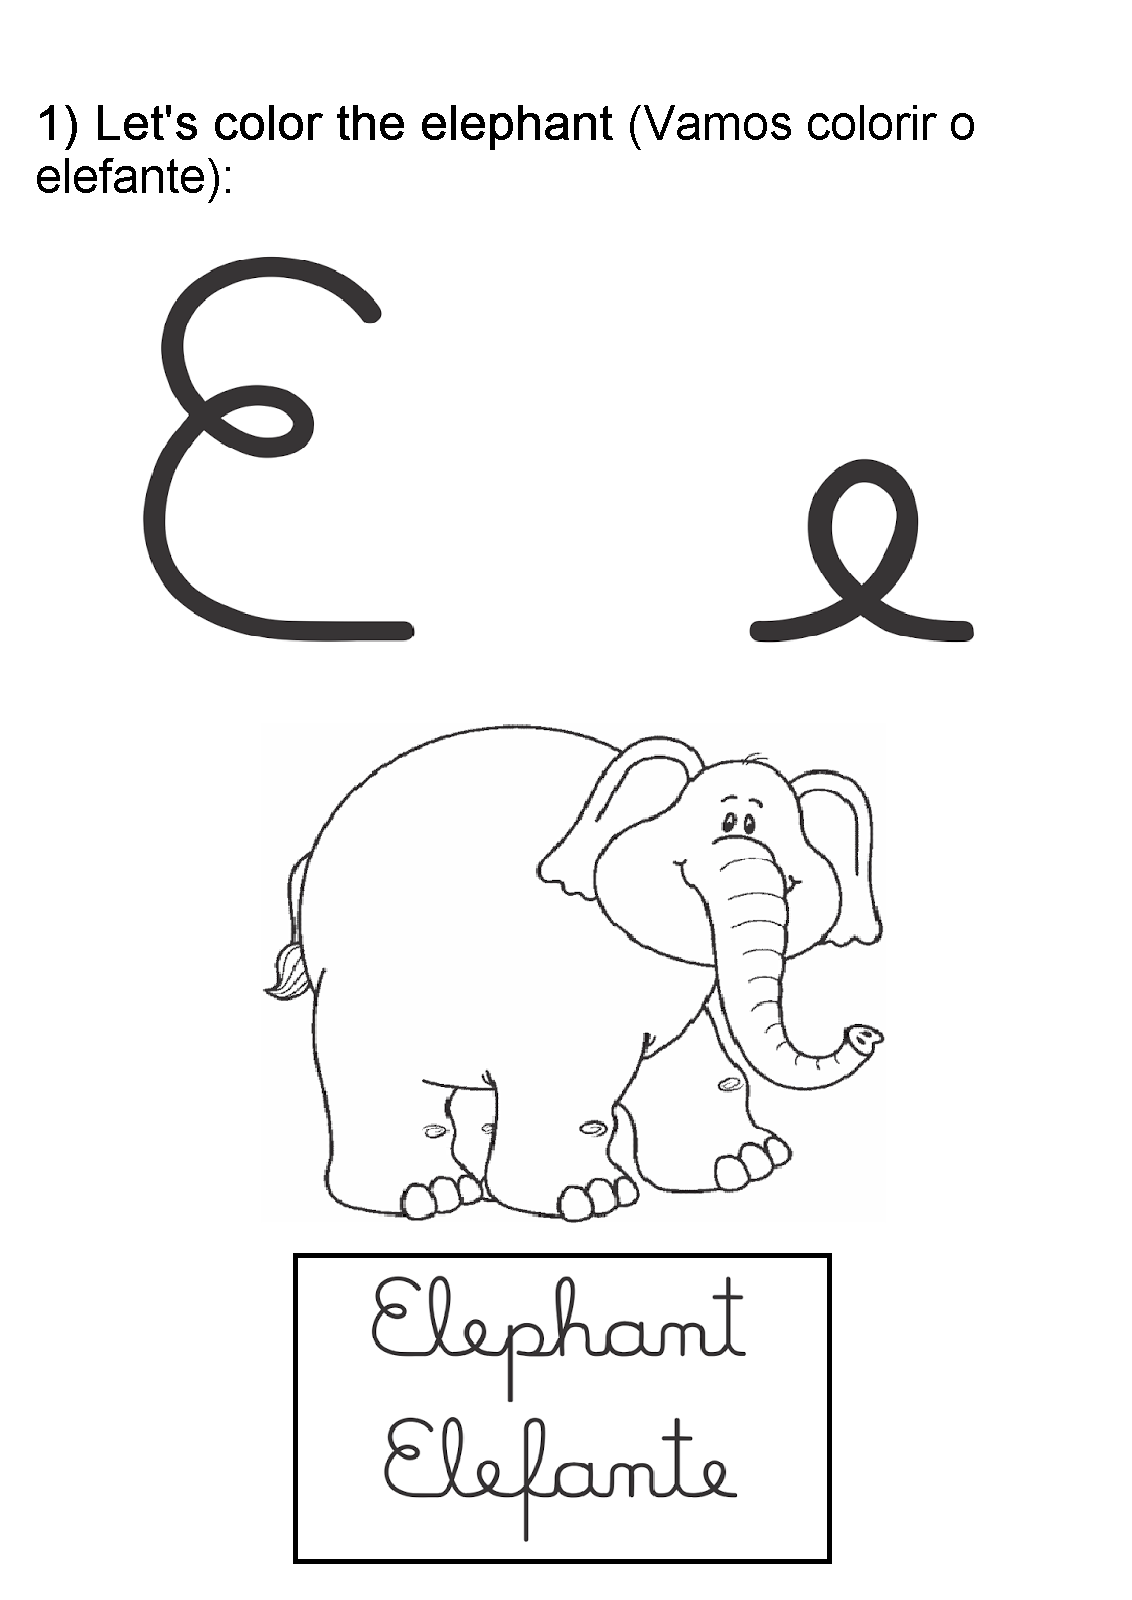 1) Let's color the elephant (Vamos colorir o
elefante):
E e
Elephant
Elefante